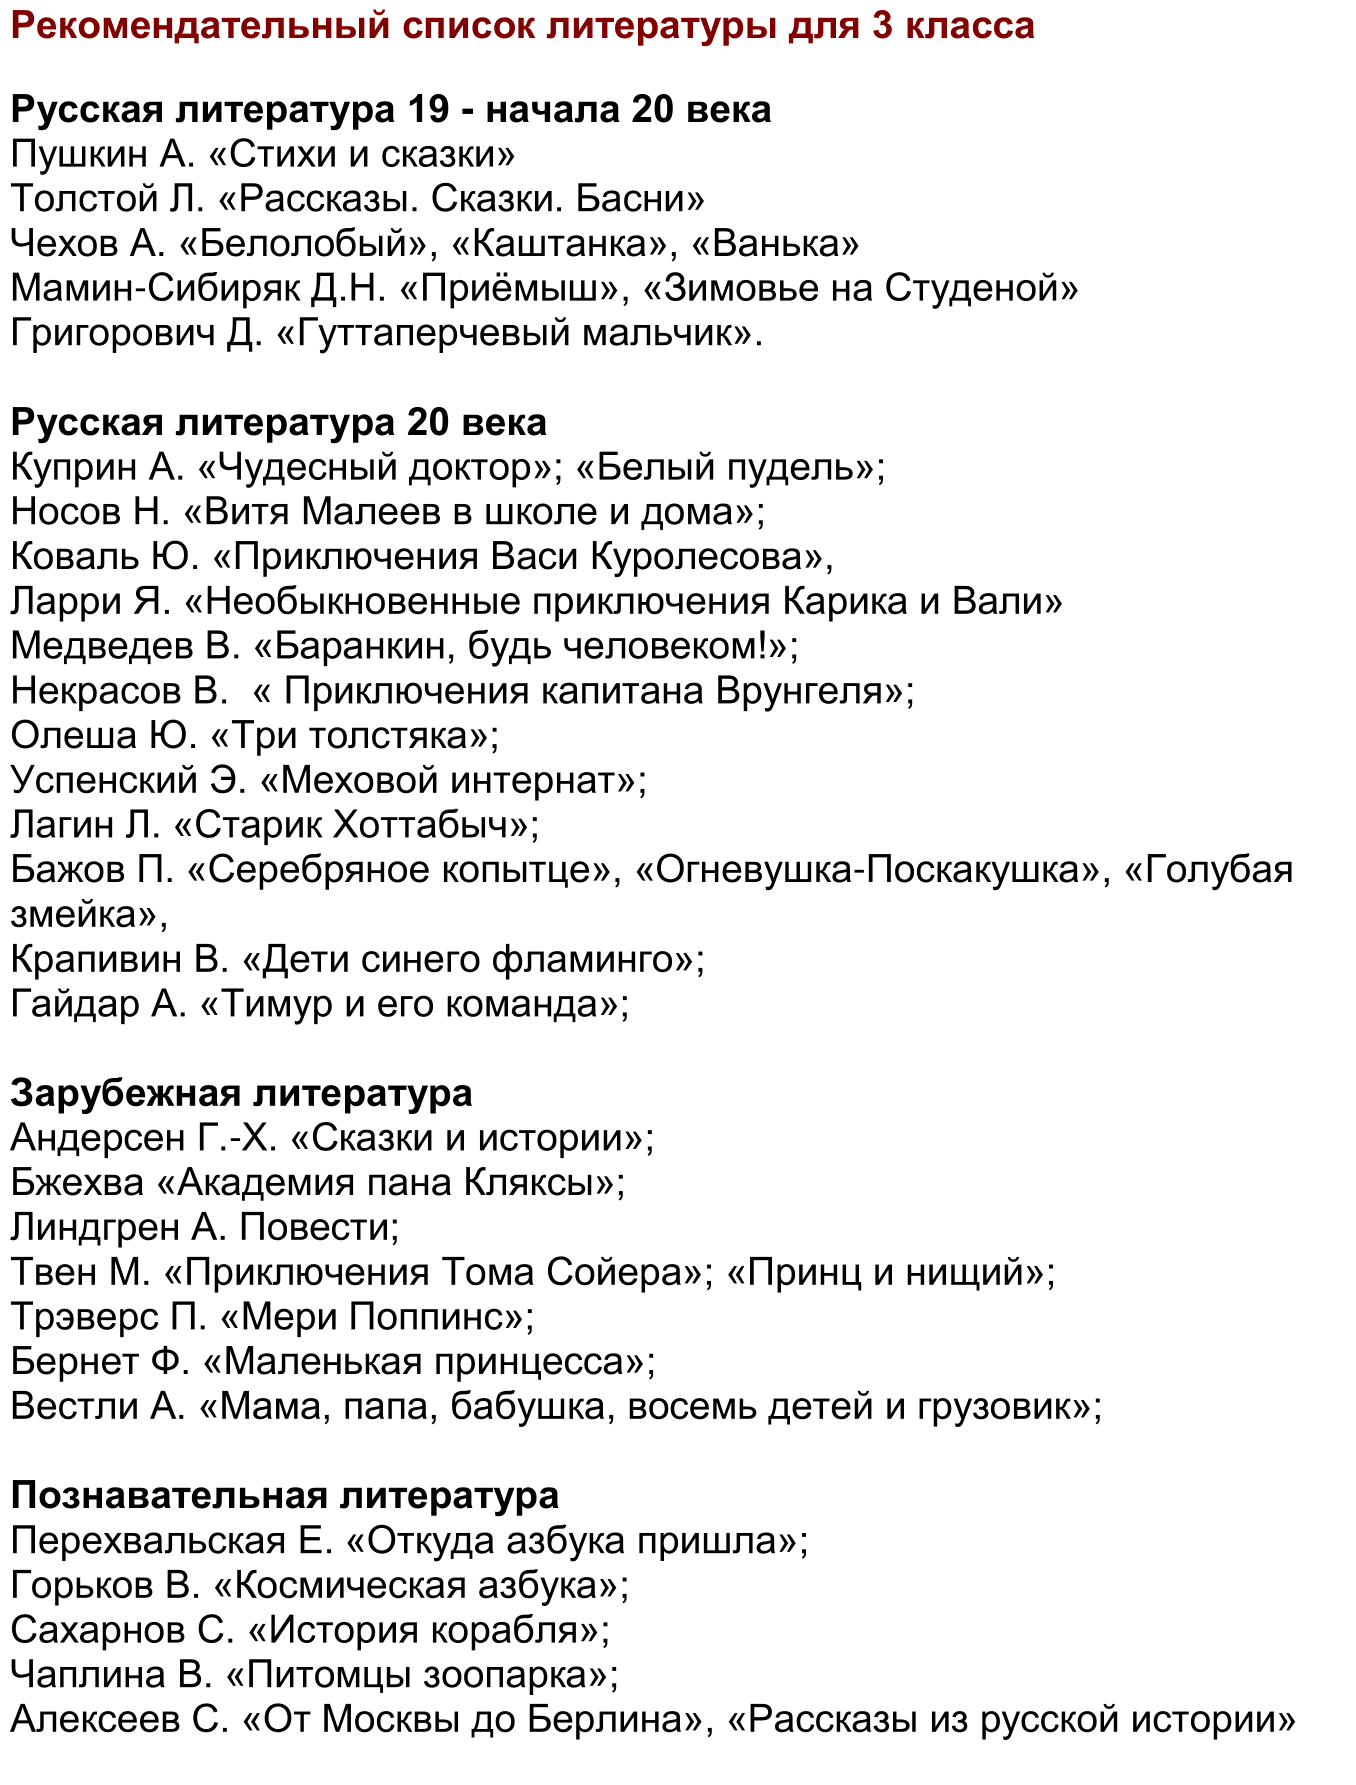 Рекомендательный список литературы для 3 класса
Русская литература 19 - начала 20 века
Пушкин А. «Стихи и сказки»
Толстой Л. «Рассказы. Сказки. Басни»
Чехов А. «Белолобый», «Каштанка», «Ванька»
Мамин-Сибиряк Д.Н. «Приёмыш», «Зимовье на Студеной»
Григорович Д. «Гуттаперчевый мальчик».
Русская литература 20 века
Куприн А. «Чудесный доктор»; «Белый пудель»;
Носов Н. «Витя Малеев в школе и дома»;
Коваль Ю. «Приключения Васи Куролесова»,
Ларри Я. «Необыкновенные приключения Карика и Вали»
Медведев В. «Баранкин, будь человеком!»;
Некрасов В.  « Приключения капитана Врунгеля»;
Олеша Ю. «Три толстяка»;
Успенский Э. «Меховой интернат»;
Лагин Л. «Старик Хоттабыч»;
Бажов П. «Серебряное копытце», «Огневушка-Поскакушка», «Голубая
змейка»,
Крапивин В. «Дети синего фламинго»;
Гайдар А. «Тимур и его команда»;
Зарубежная литература
Андерсен Г.-Х. «Сказки и истории»;
Бжехва «Академия пана Кляксы»;
Линдгрен А. Повести;
Твен М. «Приключения Тома Сойера»; «Принц и нищий»;
Трэверс П. «Мери Поппинс»;
Бернет Ф. «Маленькая принцесса»;
Вестли А. «Мама, папа, бабушка, восемь детей и грузовик»;
Познавательная литература
Перехвальская Е. «Откуда азбука пришла»;
Горьков В. «Космическая азбука»;
Сахарнов С. «История корабля»;
Чаплина В. «Питомцы зоопарка»;
Алексеев С. «От Москвы до Берлина», «Рассказы из русской истории»